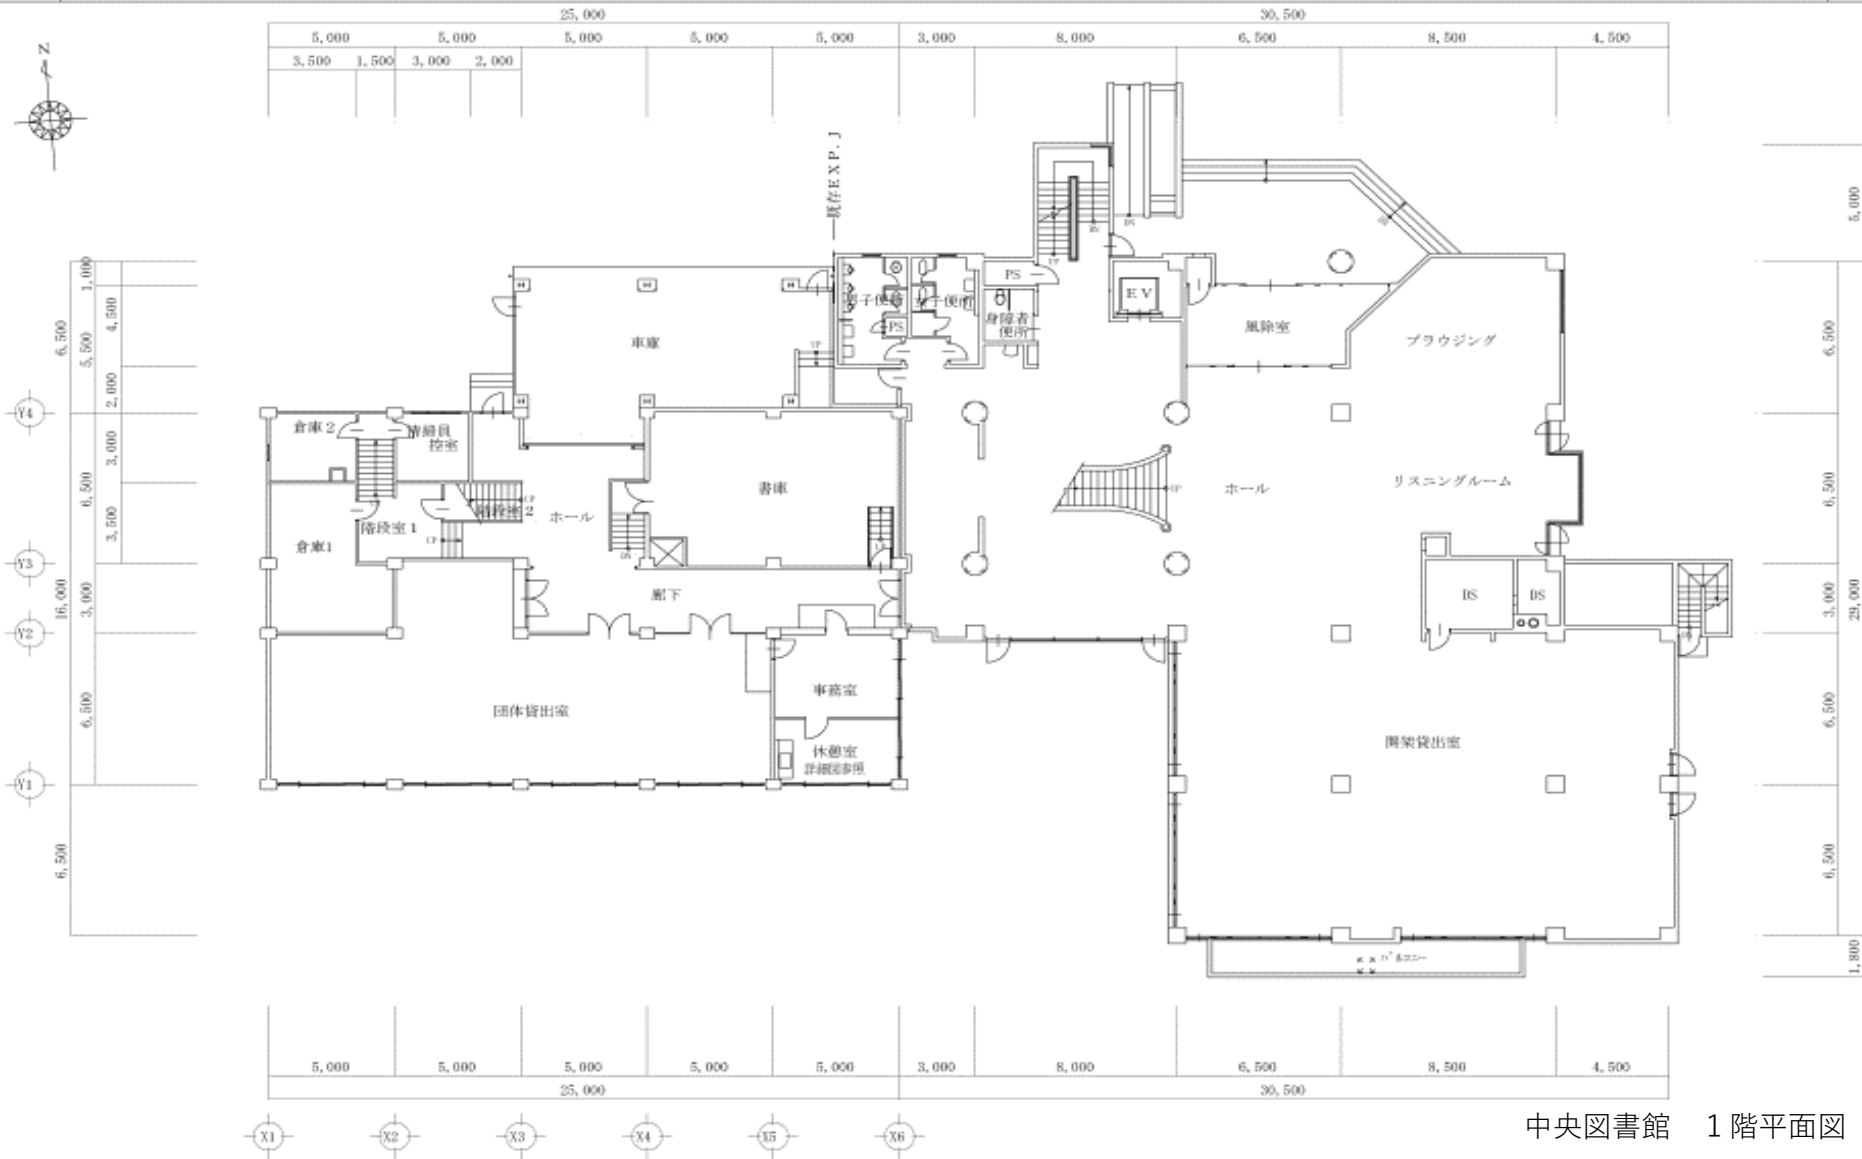 25,000
30,500
5,000
5,000
5,000
5,000
5,000
3,000
8,000
6,500
8,500
4,500
3,500
1,500
3,000
2,000
N
既存EXP.J
5,000
6,500
6,500
3,000
29,000
6,500
6,500
1,800
1,000
4,500
6,500
5,500
2,000
3,000
6,500
3,500
16,000
3,000
6,500
6,500
Y4
Y3
Y2
Y1
DN
DN
UP
PS
EV
男子便所
女子便所
PS
身障者
便所
風除室
ブラウジング
車庫
UP
倉庫2
清掃員
控室
書庫
UP
階段室2
ホール
階段室1
UP
倉庫1
DN
UP
ホール
リスニングルーム
廊下
DS
DS
事務室
団体貸出室
休憩室
詳細図参照
開架貸出室
バルコニー
5,000
5,000
5,000
5,000
5,000
3,000
8,000
6,500
8,500
4,500
25,000
30,500
X1
X2
X3
X4
X5
X6
中央図書館 1階平面図